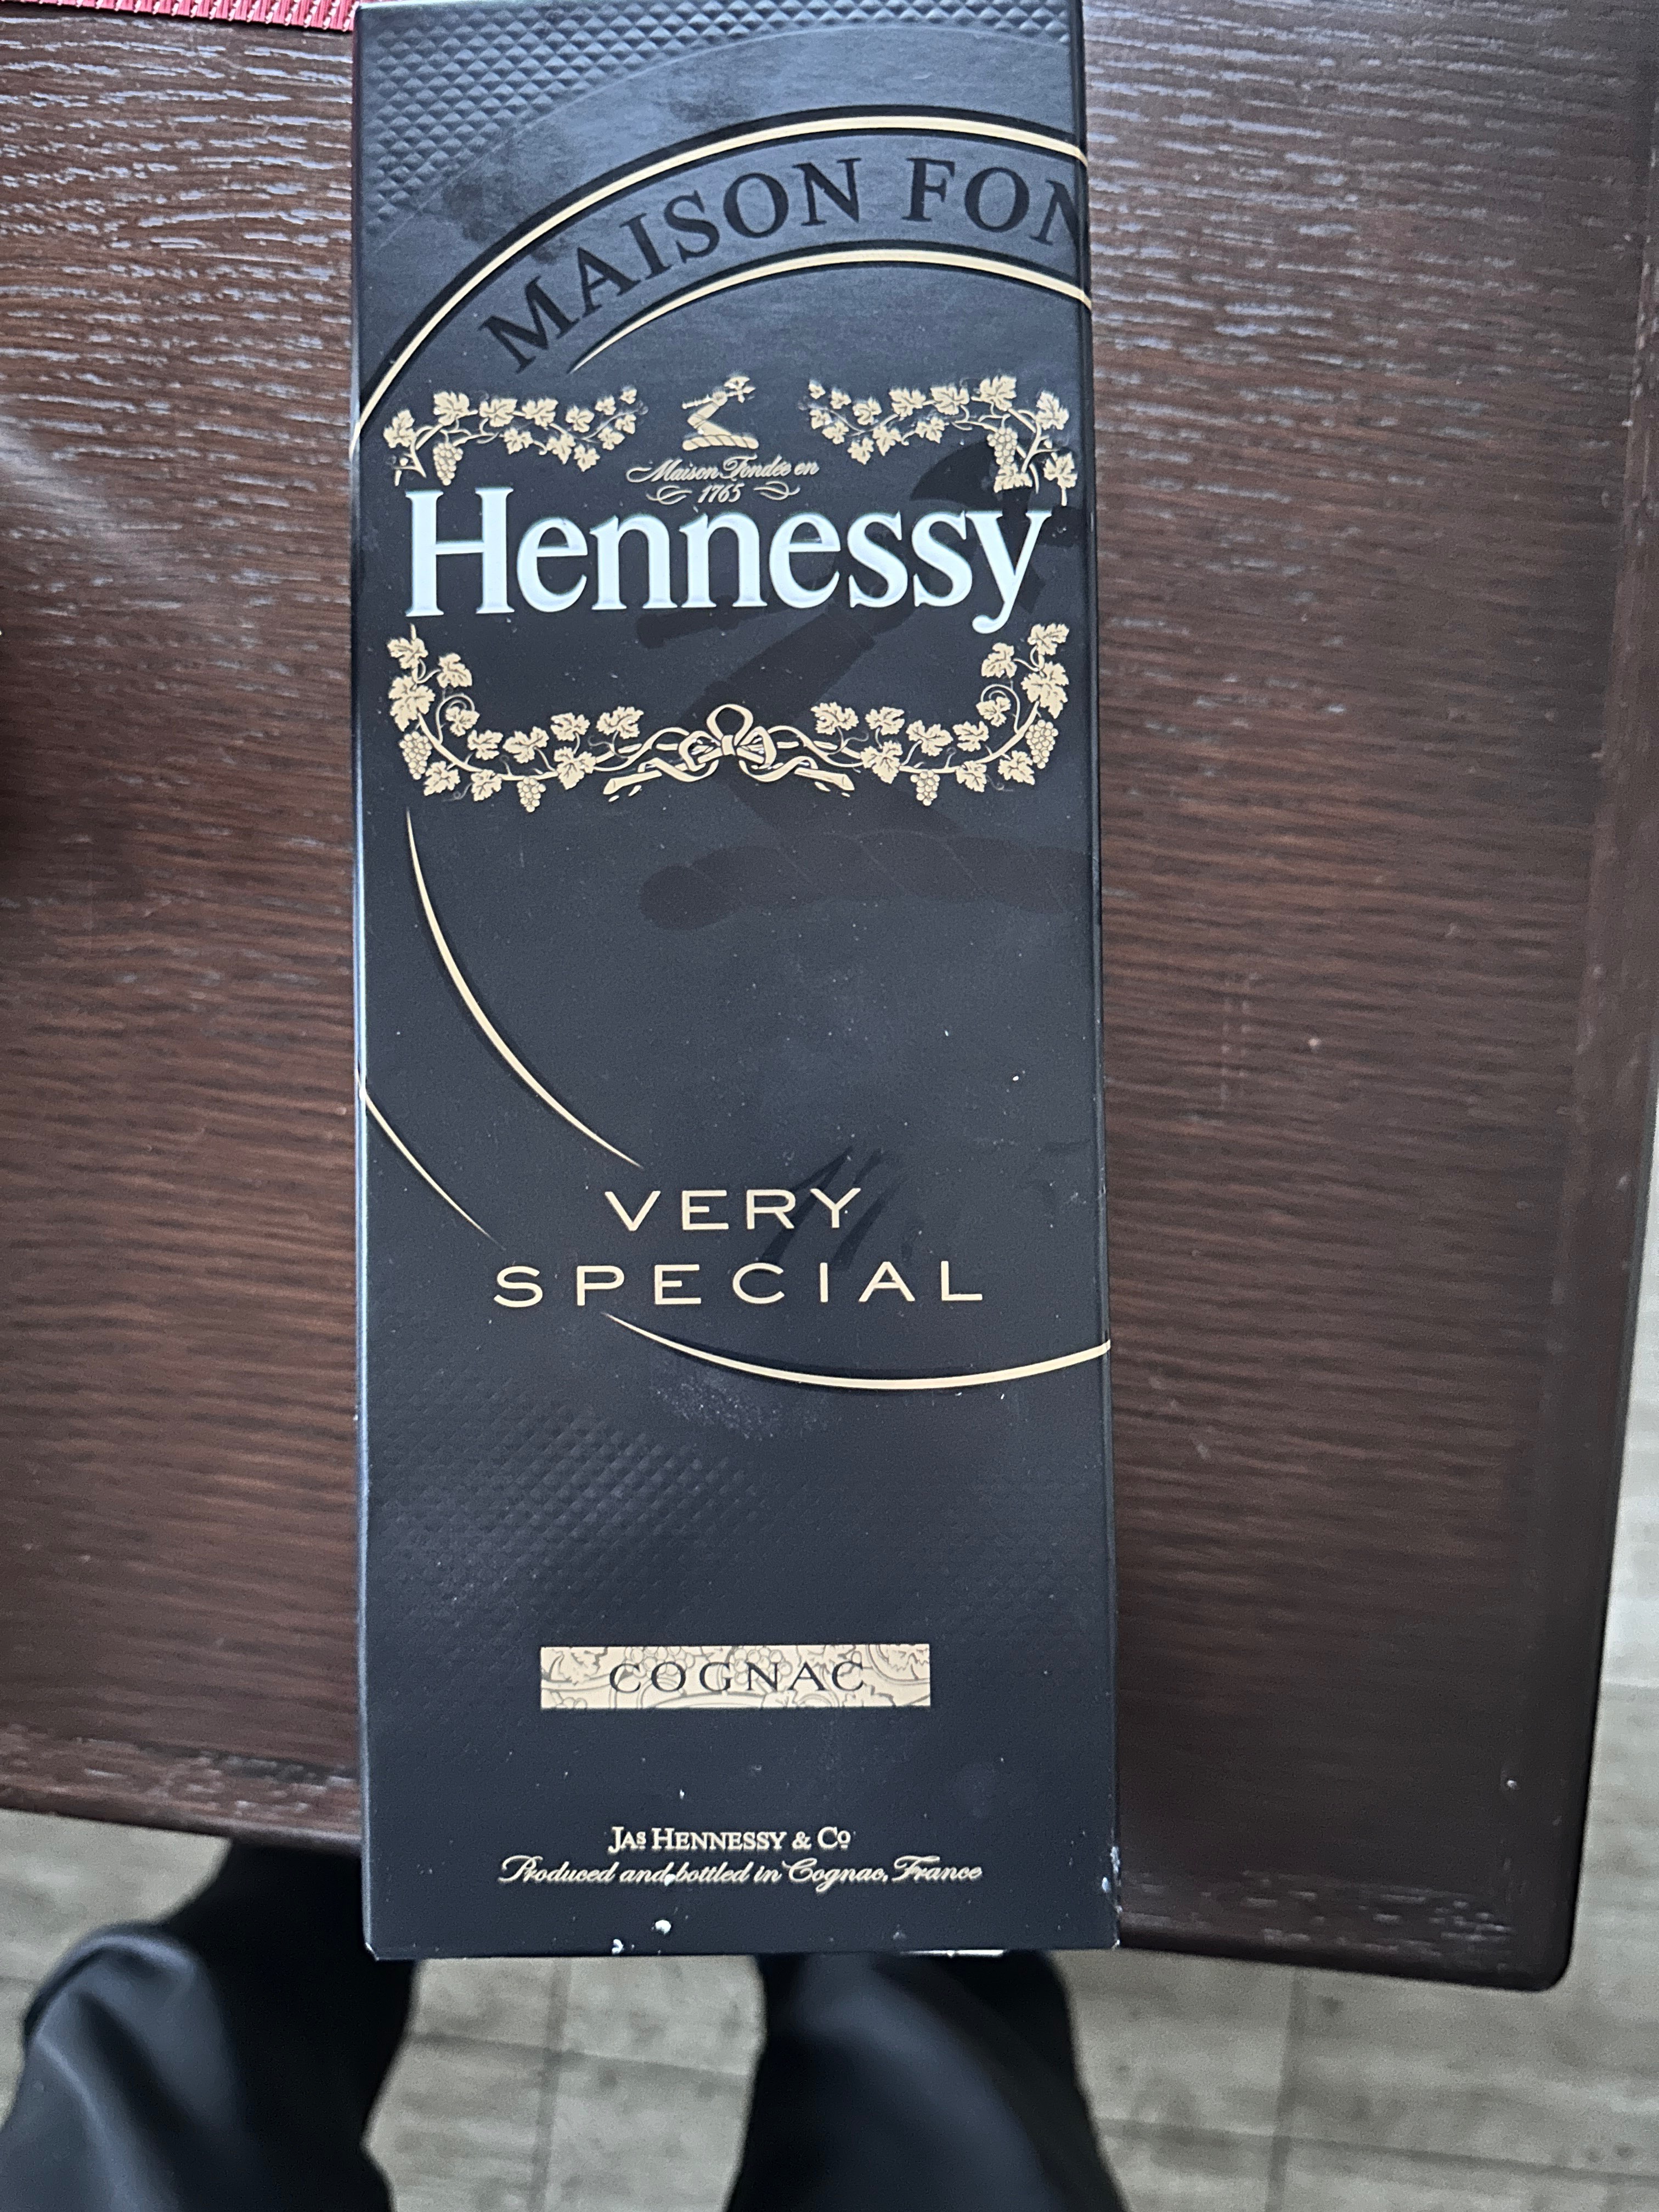 MAISON FON
Maison Fondée en
1765
Hennessy
VERY
SPECIAL
COGNAC
JAs HENNESSY & Co
Produced and bottled in Cognac, France